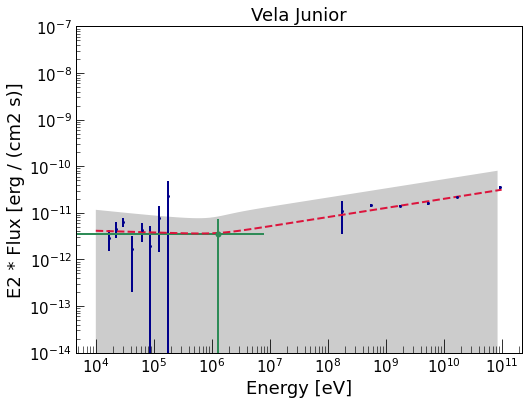 Vela Junior
E2 * Flux [erg / (cm2 s)]
10⁻⁷
10⁻⁸
10⁻⁹
10⁻¹⁰
10⁻¹¹
10⁻¹²
10⁻¹³
10⁻¹⁴
10⁴ 10⁵ 10⁶ 10⁷ 10⁸ 10⁹ 10¹⁰ 10¹¹
Energy [eV]